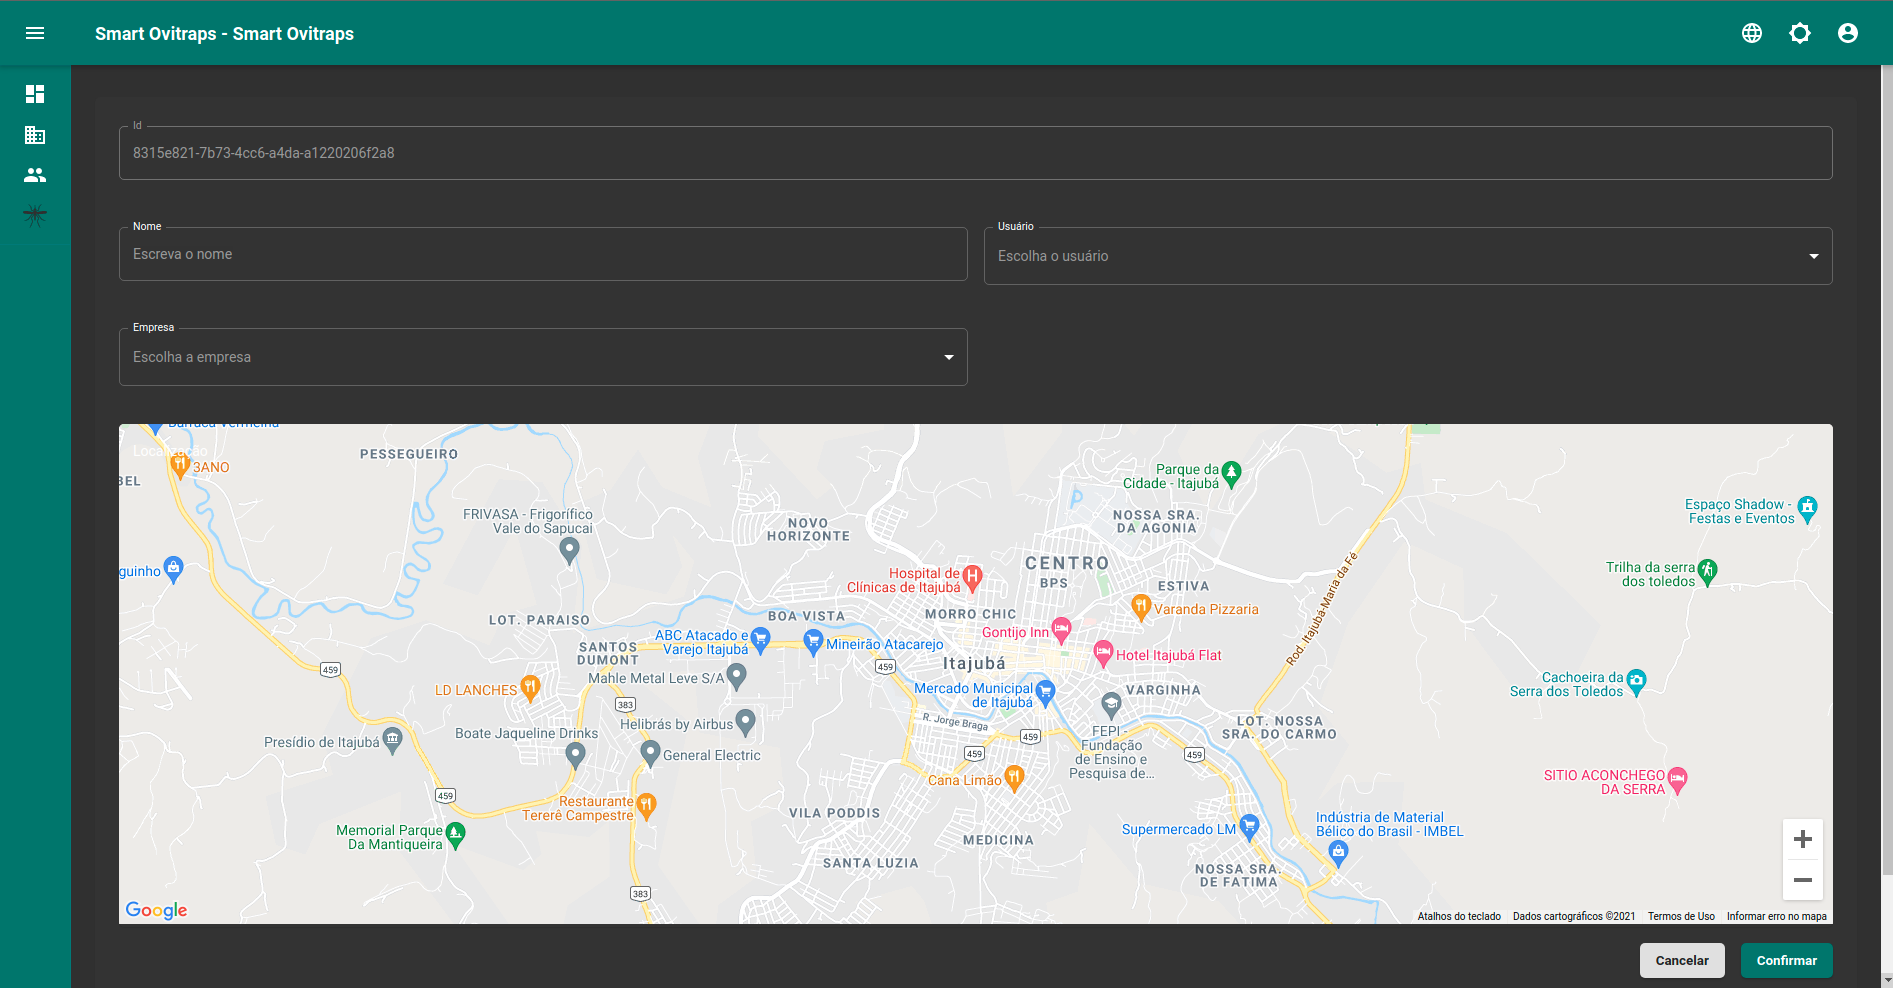 Smart Ovitraps - Smart Ovitraps
Id
8315e821-7b73-4cc6-a4da-a1220206f2a8
Nome
Escreva o nome
Usuário
Escolha o usuário
Empresa
Escolha a empresa
Barraca Vermelha
Localização
3ANO
BEL
PESSEGUEIRO
Parque da
Cidade - Itajubá
Espaço Shadow -
Festas e Eventos
FRIVASA - Frigorífico
Vale do Sapucai
NOVO
HORIZONTE
NOSSA SRA.
DA AGONIA
guinho
CENTRO
BPS
Hospital de
Clínicas de Itajubá
ESTIVA
Trilha da serra
dos toledos
Rod. Itajubá-Maria da Fé
LOT. PARAISO
BOA VISTA
MORRO CHIC
Varanda Pizzaria
ABC Atacado e
Varejo Itajubá
Mineirão Atacarejo
Gontijo Inn
SANTOS
DUMONT
459
459
Itajubá
Hotel Itajubá Flat
Mahle Metal Leve S/A
LD LANCHES
383
Mercado Municipal
de Itajubá
VARGINHA
Cachoeira da
Serra dos Toledos
Helibrás by Airbus
R. Jorge Braga
LOT. NOSSA
SRA. DO CARMO
Presídio de Itajubá
Boate Jaqueline Drinks
General Electric
459
459
459
FEPI -
Fundação
de Ensino e
Pesquisa de...
Cana Limão
SITIO ACONCHEGO
DA SERRA
459
Restaurante
Tererê Campestre
VILA PODDIS
Memorial Parque
Da Mantiqueira
MEDICINA
Supermercado LM
Indústria de Material
Bélico do Brasil - IMBEL
SANTA LUZIA
NOSSA SRA.
DE FATIMA
383
Google
Atalhos do teclado
Dados cartográficos ©2021
Termos de Uso
Informar erro no mapa
Cancelar
Confirmar